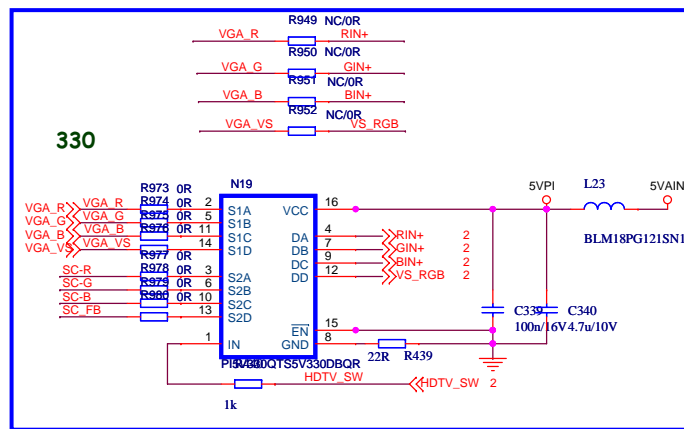 R949 NC/0R
VGA_R RIN+
R950 NC/0R
VGA_G GIN+
R951 NC/0R
VGA_B BIN+
R952 NC/0R
VGA_VS VS_RGB
330
5VPI L23 5VAIN
BLM18PG121SN1
N19
R973 0R
R974 0R
R975 0R
R976 0R
R977 0R
R978 0R
R979 0R
R980 0R
VGA_R VGA_R 2 S1A VCC 16
VGA_G VGA_G 5 S1B DA 4 RIN+ 2
VGA_B VGA_B 11 S1C DB 7 GIN+ 2
VGA_VS VGA_VS 14 S1D DC 9 BIN+ 2
DD 12 VS_RGB 2
SC-R 3 S2A
SC-G 6 S2B
SC-B 10 S2C
SC_FB 13 S2D
1 IN
EN 15
GND 8
C339 100n/16V
C340 4.7u/10V
22R R439
TS5V330DBQR
HDTV_SW HDTV_SW 2
1k